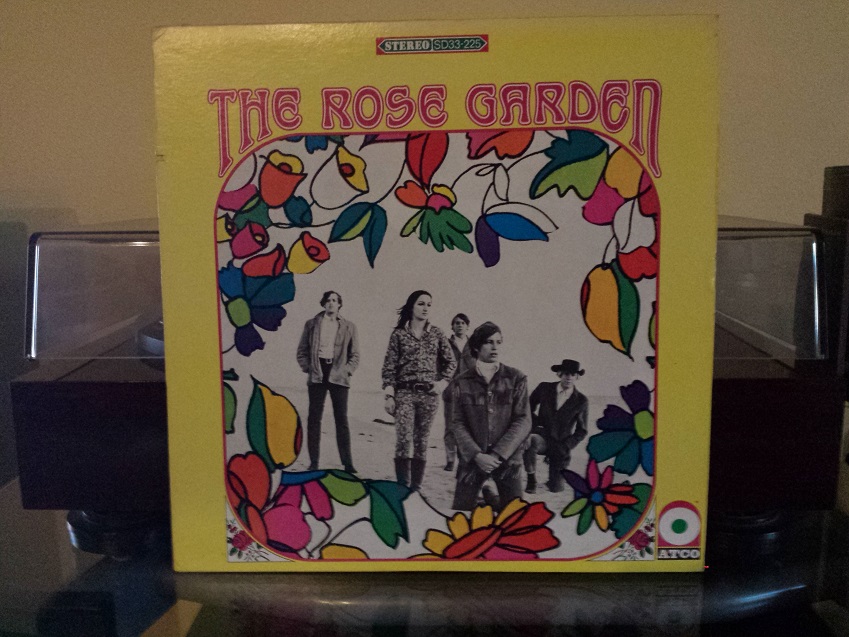 STEREO SD33-225
THE ROSE GARDEN
ATCO